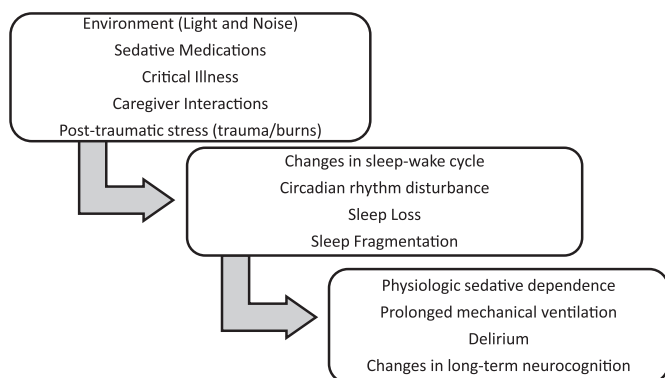 Environment (Light and Noise)
Sedative Medications
Critical Illness
Caregiver Interactions
Post-traumatic stress (trauma/burns)
Changes in sleep-wake cycle
Circadian rhythm disturbance
Sleep Loss
Sleep Fragmentation
Physiologic sedative dependence
Prolonged mechanical ventilation
Delirium
Changes in long-term neurocognition